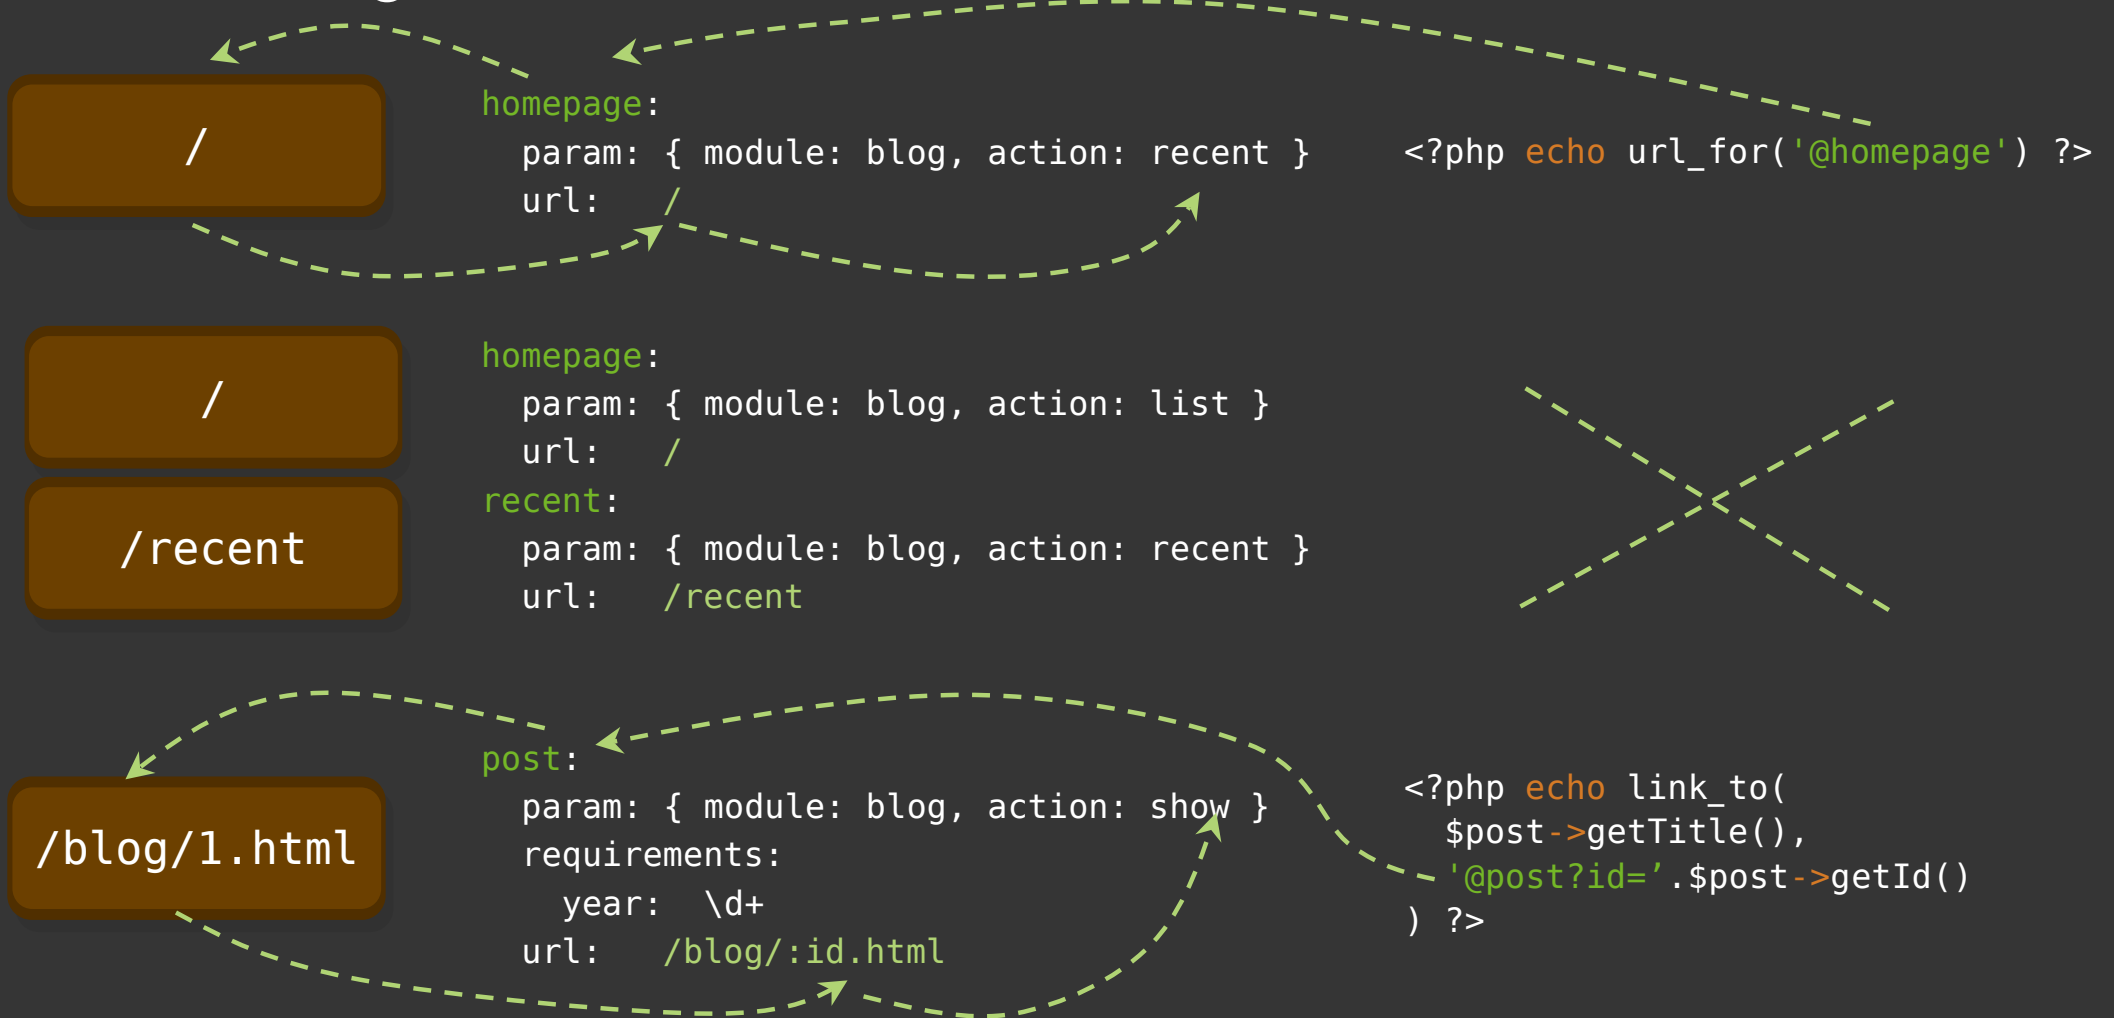 /
homepage:
param: { module: blog, action: recent }
url: /
<?php echo url_for('@homepage') ?>
/
/recent
homepage:
param: { module: blog, action: list }
url: /
recent:
param: { module: blog, action: recent }
url: /recent
/blog/1.html
post:
param: { module: blog, action: show }
requirements:
year: \d+
url: /blog/:id.html
<?php echo link_to(
$post->getTitle(),
'@post?id=’.$post->getId()
) ?>